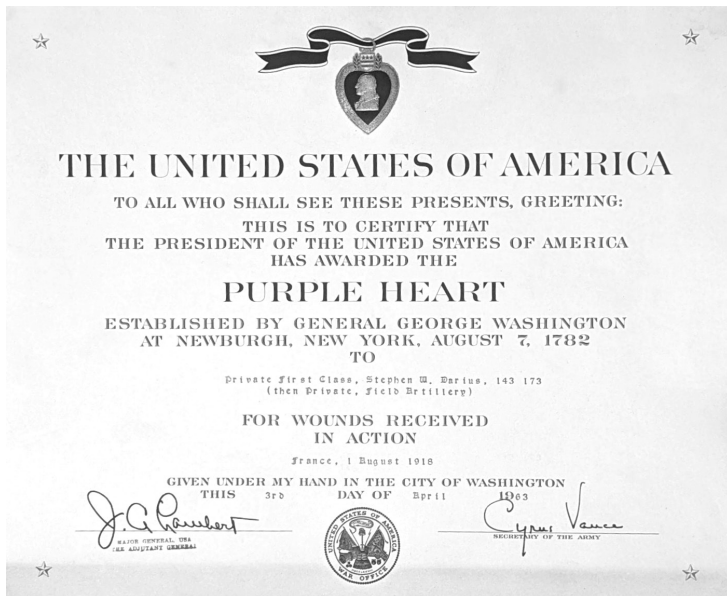 THE UNITED STATES OF AMERICA
TO ALL WHO SHALL SEE THESE PRESENTS, GREETING:
THIS IS TO CERTIFY THAT
THE PRESIDENT OF THE UNITED STATES OF AMERICA
HAS AWARDED THE
PURPLE HEART
ESTABLISHED BY GENERAL GEORGE WASHINGTON
AT NEWBURGH, NEW YORK, AUGUST 7, 1782
TO
Private First Class, Stephen W. Darius, 143 173
(then Private, Field Artillery)
FOR WOUNDS RECEIVED
IN ACTION
France, 1 August 1918
GIVEN UNDER MY HAND IN THE CITY OF WASHINGTON
THIS 3rd DAY OF April 1963
J. C. Lambert
Cyrus Vance
MAJOR GENERAL, USA
THE ADJUTANT GENERAL
SECRETARY OF THE ARMY
UNITED STATES OF AMERICA
WAR OFFICE